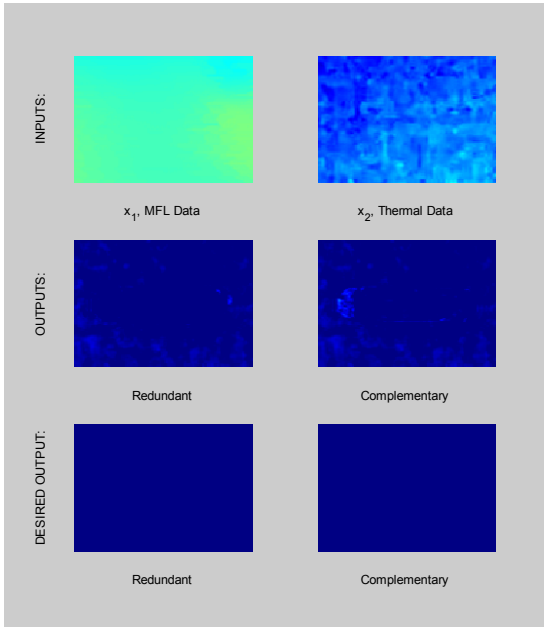 INPUTS:
x1, MFL Data
x2, Thermal Data
OUTPUTS:
Redundant
Complementary
DESIRED OUTPUT:
Redundant
Complementary